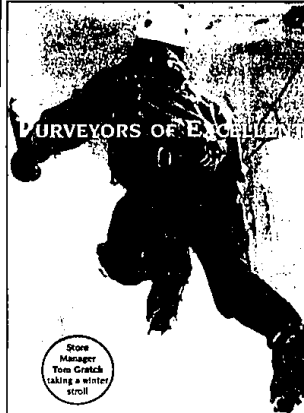 PURVEYORS OF EXCELLENT
Store
Manager
Tom Gratch
taking a winter
stroll